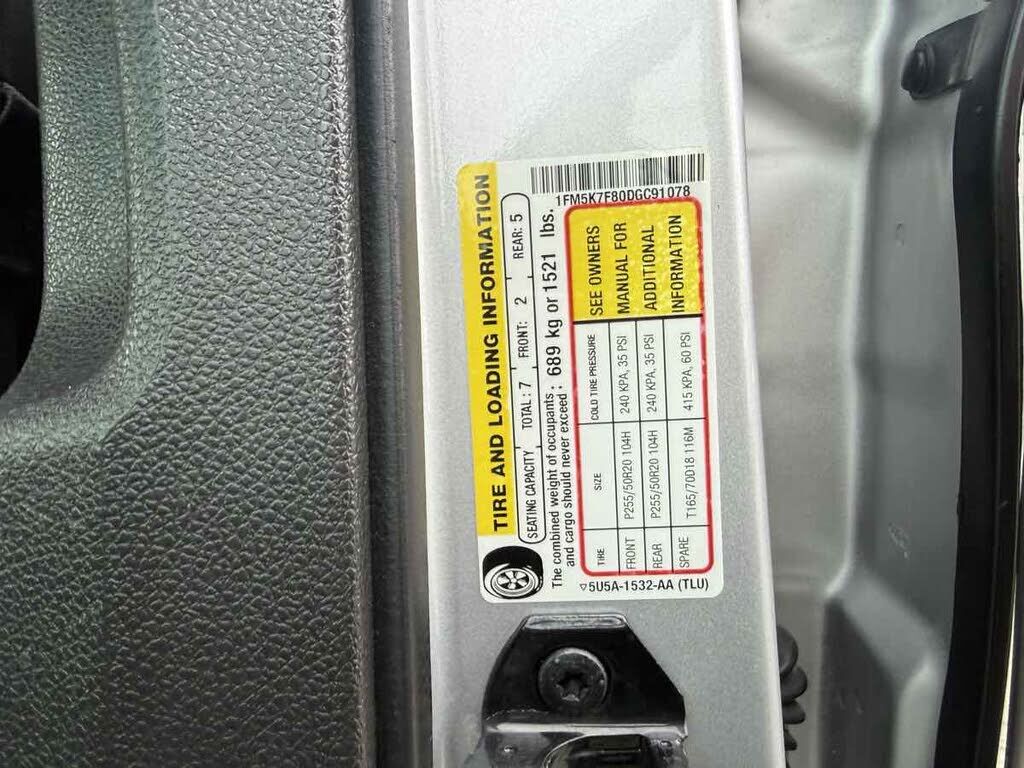 TIRE AND LOADING INFORMATION
SEATING CAPACITY TOTAL : 7 FRONT: 2 REAR: 5
The combined weight of occupants and cargo should never exceed : 689 kg or 1521 lbs.
TIRE SIZE COLD TIRE PRESSURE
FRONT P255/50R20 104H 240 KPA, 35 PSI
REAR P255/50R20 104H 240 KPA, 35 PSI
SPARE T165/70D18 116M 415 KPA, 60 PSI
SEE OWNERS
MANUAL FOR
ADDITIONAL
INFORMATION
5U5A-1532-AA (TLU)
1FM5K7F80DGC91078